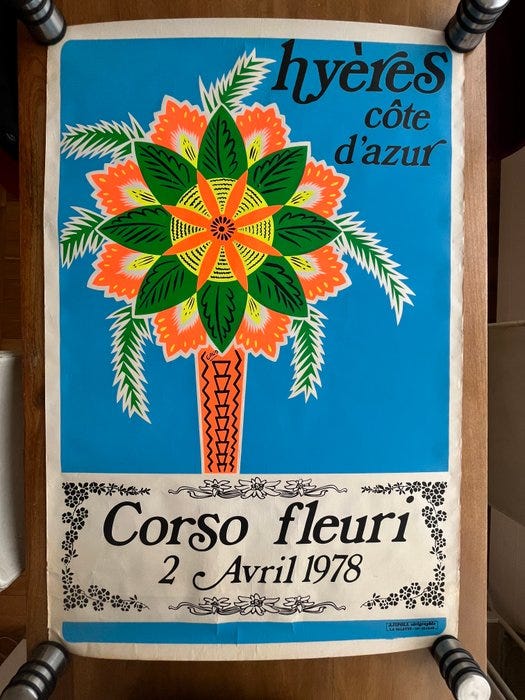 hyères
côte
d'azur
Corso fleuri
2 Avril 1978